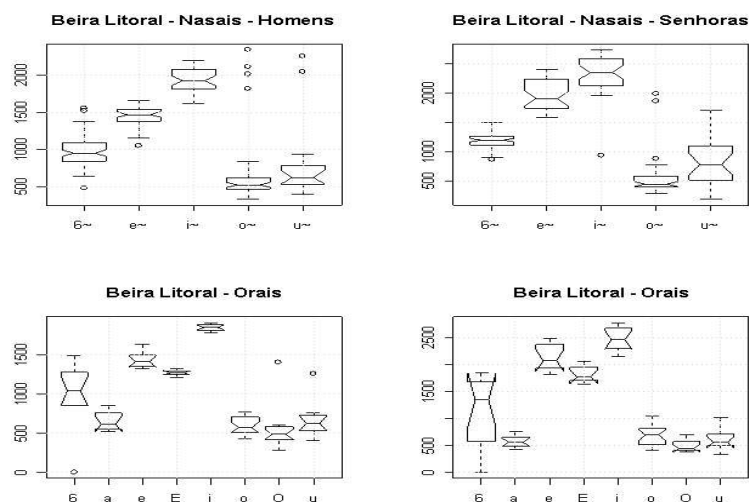 Beira Litoral - Nasais - Homens
2000
1500
1000
500
6~ e~ i~ o~ u~
Beira Litoral - Nasais - Senhoras
2000
1000
500
6~ e~ i~ o~ u~
Beira Litoral - Orais
1500
1000
500
0
6 a e E i o O u
Beira Litoral - Orais
2500
1500
500
0
6 a e E i o O u